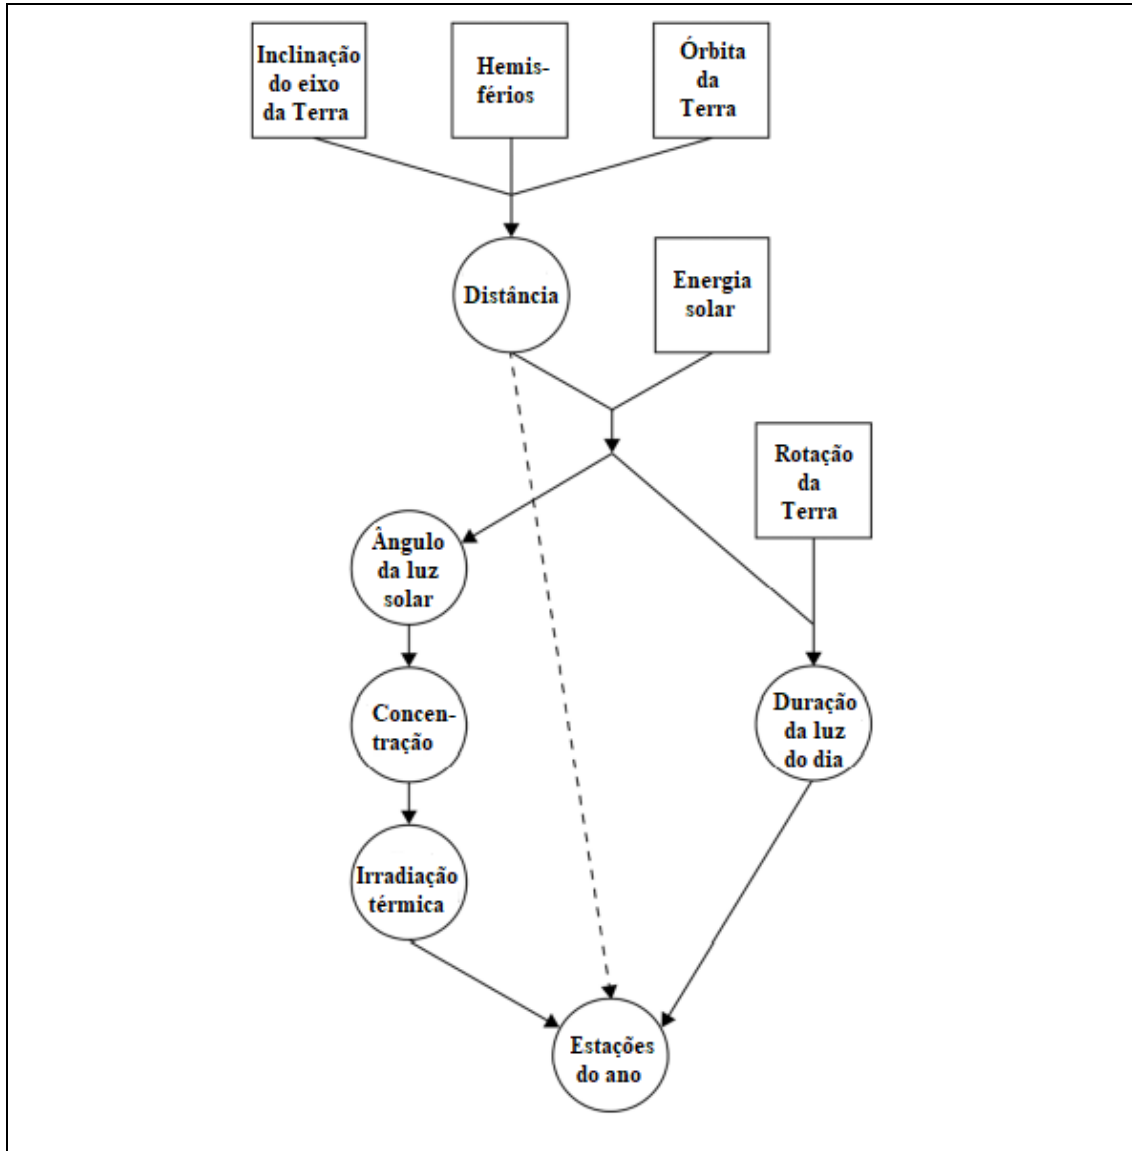 Inclinação
do eixo
da Terra
Hemis-
férios
Órbita
da
Terra
Distância
Energia
solar
Rotação
da
Terra
Ângulo
da luz
solar
Concen-
tração
Duração
da luz
do dia
Irradiação
térmica
Estações
do ano